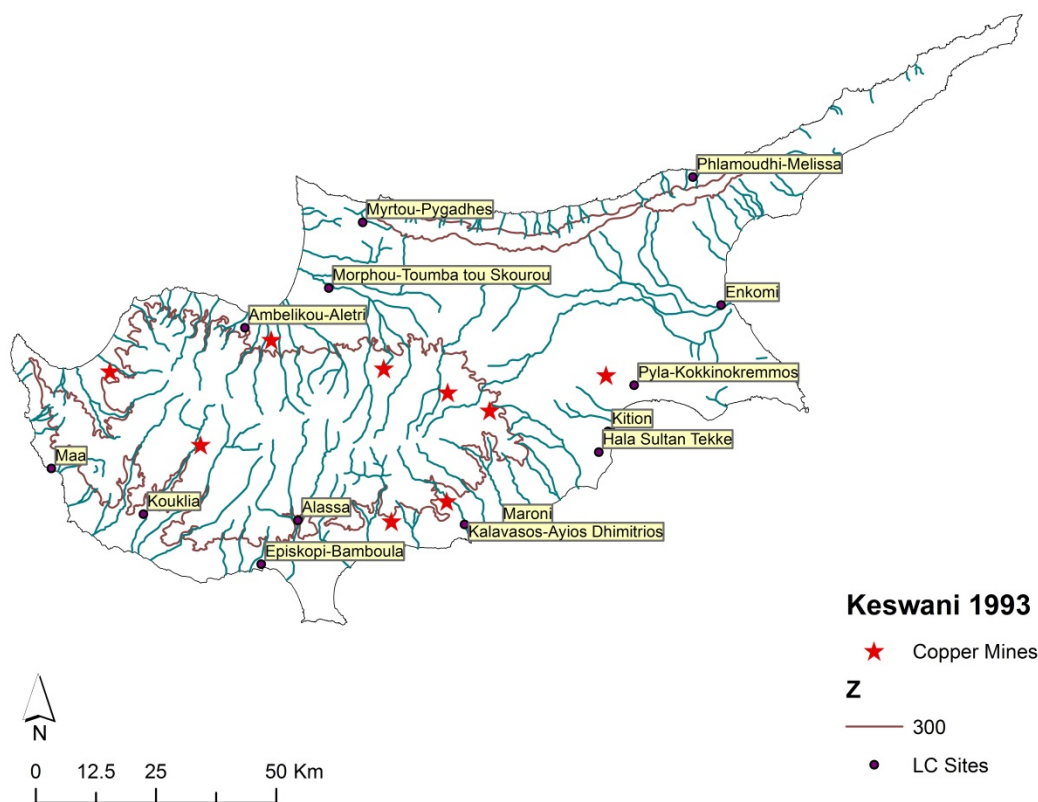 Phlamoudhi-Melissa
Myrtou-Pygadhes
Morphou-Toumba tou Skourou
Enkomi
Ambelikou-Aletri
Pyla-Kokkinokremmos
Kition
Hala Sultan Tekke
Maa
Kouklia
Alassa
Maroni
Kalavasos-Ayios Dhimitrios
Episkopi-Bamboula
Keswani 1993
Copper Mines
Z
300
LC Sites
N
0 12.5 25 50 Km